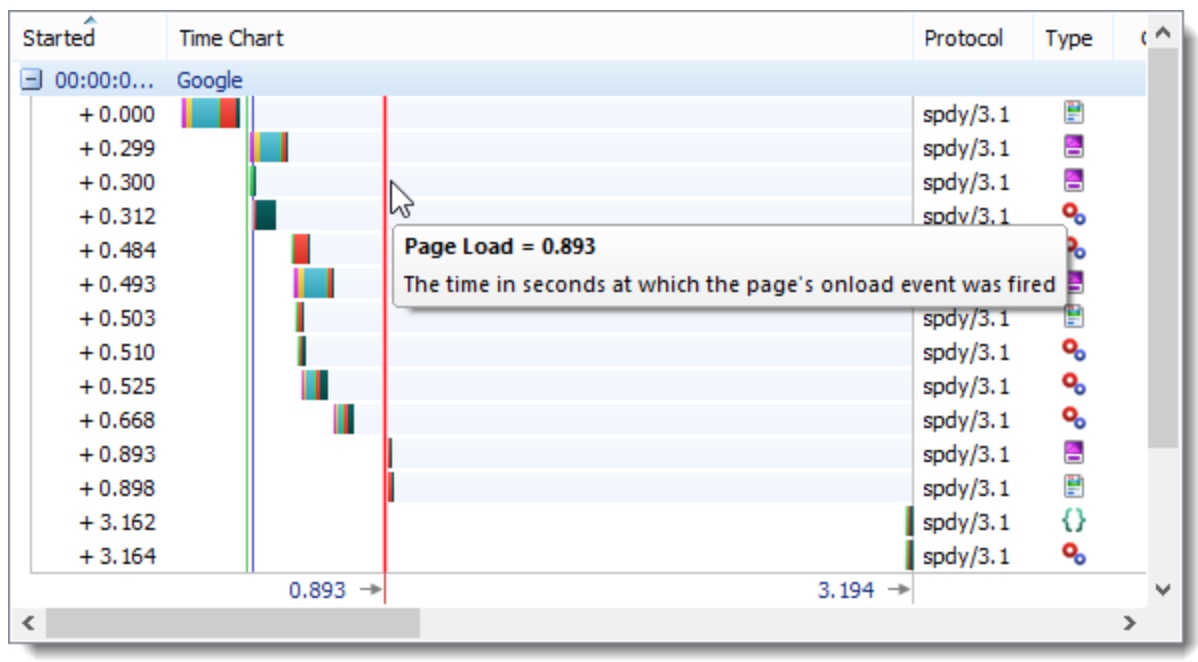 Started Time Chart Protocol Type
00:00:0... Google
+ 0.000 spdy/3.1
+ 0.299 spdy/3.1
+ 0.300 spdy/3.1
+ 0.312 spdy/3.1
+ 0.484
Page Load = 0.893
+ 0.493
The time in seconds at which the page's onload event was fired
+ 0.503 spdy/3.1
+ 0.510 spdy/3.1
+ 0.525 spdy/3.1
+ 0.668 spdy/3.1
+ 0.893 spdy/3.1
+ 0.898 spdy/3.1
+ 3.162 spdy/3.1 {}
+ 3.164 spdy/3.1
0.893 → 3.194 →